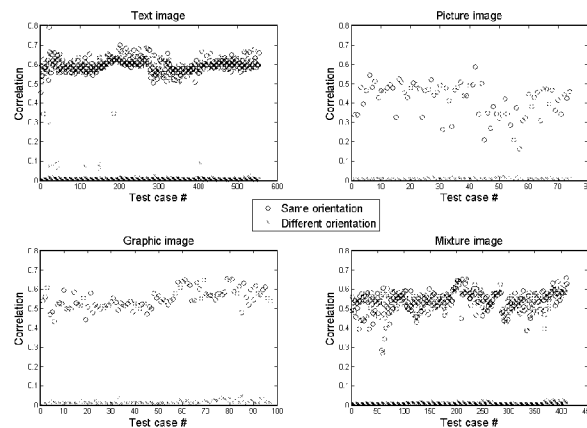 Text image
Correlation
0.8
0.7
0.6
0.5
0.4
0.3
0.2
0.1
0
0 100 200 300 400 500 600
Test case #
Picture image
Correlation
0.8
0.7
0.6
0.5
0.4
0.3
0.2
0.1
0
0 10 20 30 40 50 60 70 80
Test case #
Same orientation
Different orientation
Graphic image
Correlation
0.8
0.7
0.6
0.5
0.4
0.3
0.2
0.1
0
0 10 20 30 40 50 60 70 80 90 100
Test case #
Mixture image
Correlation
0.8
0.7
0.6
0.5
0.4
0.3
0.2
0.1
0
0 50 100 150 200 250 300 350 400 450
Test case #